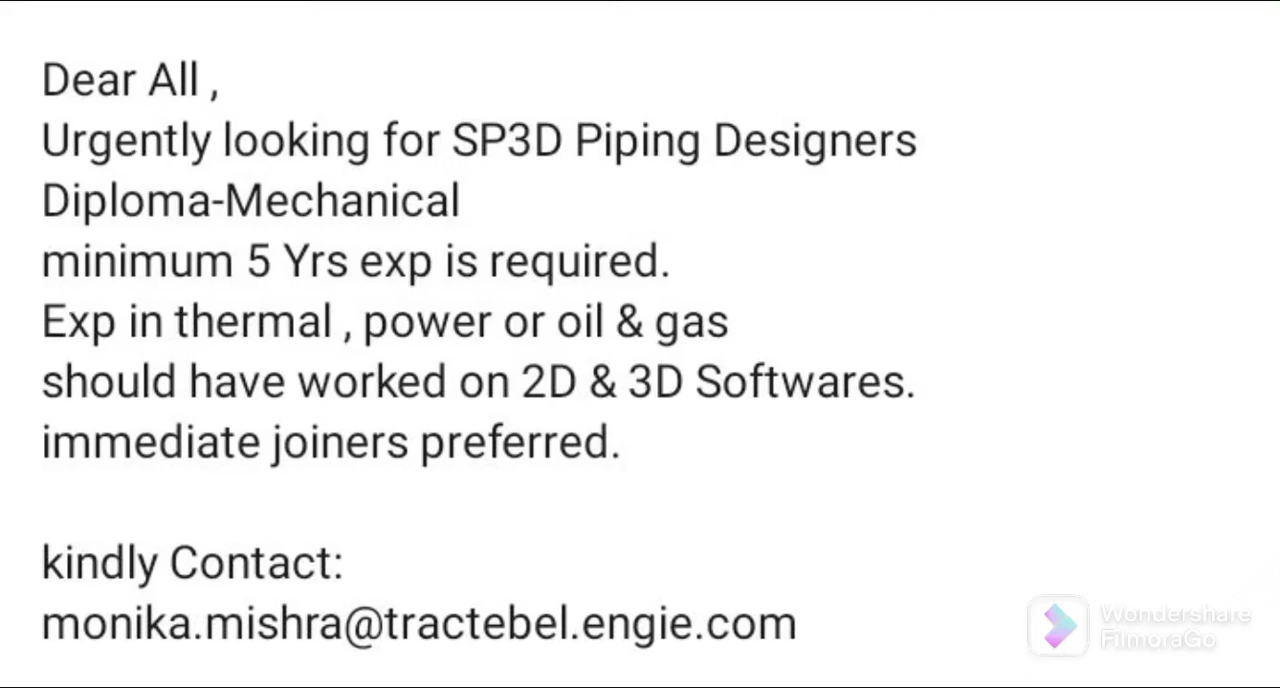 Dear All ,
Urgently looking for SP3D Piping Designers
Diploma-Mechanical
minimum 5 Yrs exp is required.
Exp in thermal , power or oil & gas
should have worked on 2D & 3D Softwares.
immediate joiners preferred.
kindly Contact:
monika.mishra@tractebel.engie.com
Wondershare
FilmoraGo